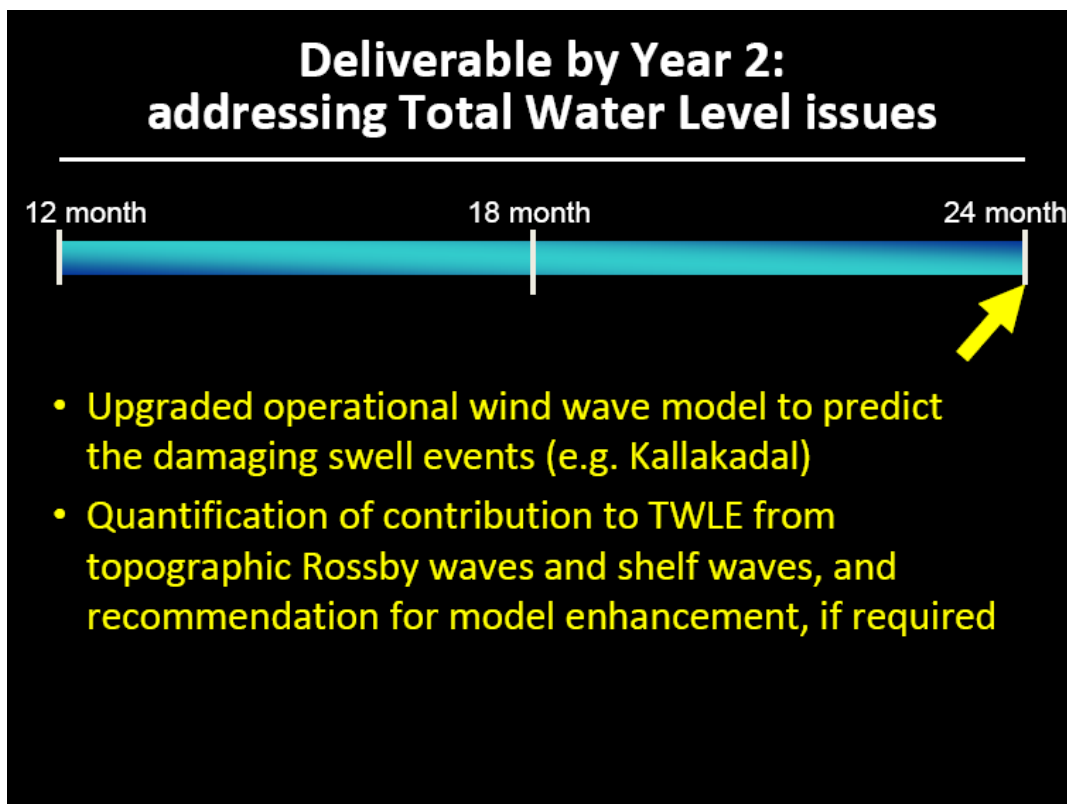 Deliverable by Year 2:
addressing Total Water Level issues
12 month 18 month 24 month
• Upgraded operational wind wave model to predict
the damaging swell events (e.g. Kallakadal)
• Quantification of contribution to TWLE from
topographic Rossby waves and shelf waves, and
recommendation for model enhancement, if required